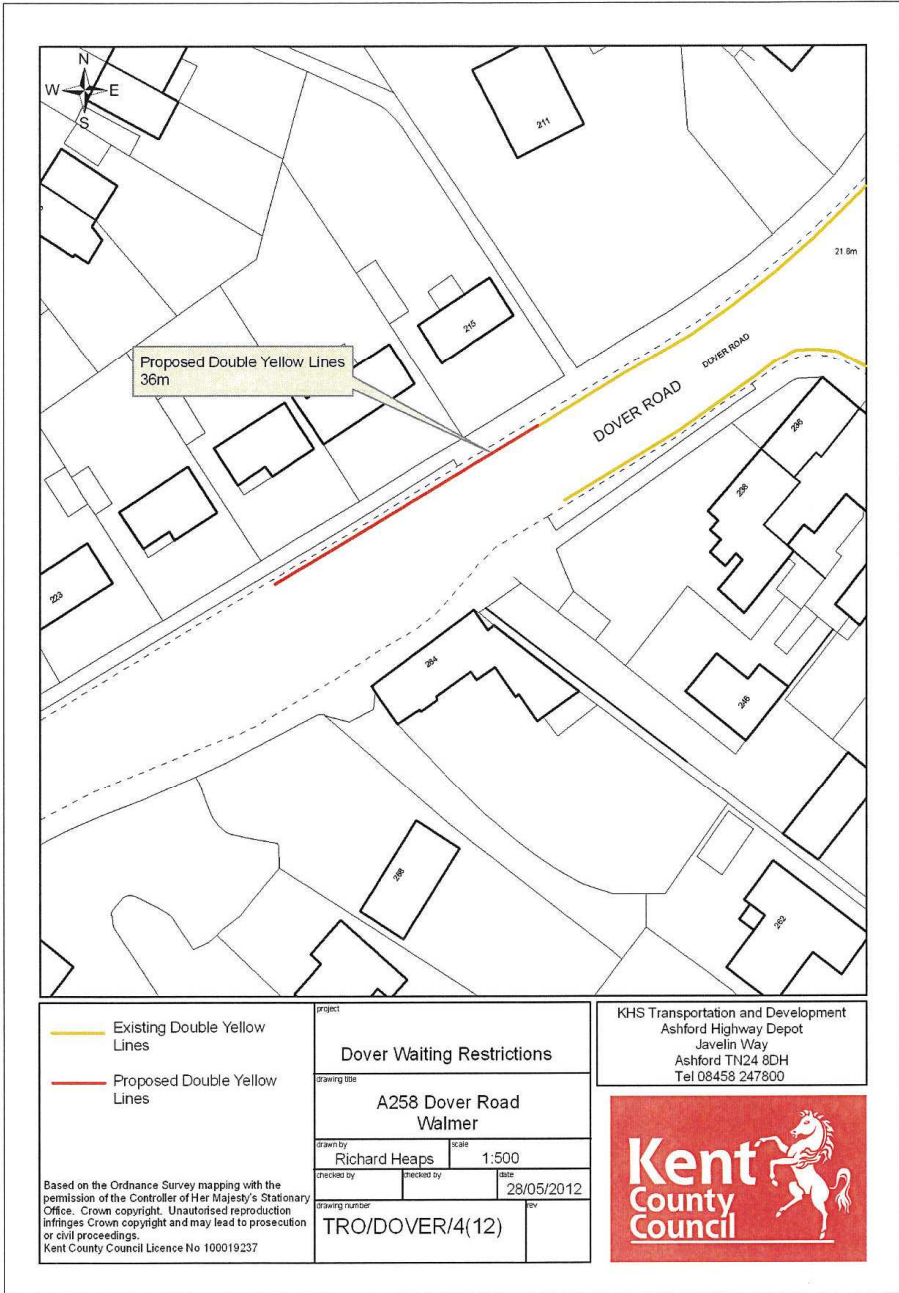 N
W E
S
211
21.6m
215
DOVER ROAD
Proposed Double Yellow Lines
36m
DOVER ROAD
236
238
223
264
246
268
262
Existing Double Yellow
Lines
Proposed Double Yellow
Lines
Based on the Ordnance Survey mapping with the
permission of the Controller of Her Majesty's Stationary
Office. Crown copyright. Unauthorised reproduction
infringes Crown copyright and may lead to prosecution
or civil proceedings.
Kent County Council Licence No 100019237
project
Dover Waiting Restrictions
drawing title
A258 Dover Road
Walmer
drawn by
Richard Heaps
scale
1:500
checked by
checked by
date
28/05/2012
drawing number
TRO/DOVER/4(12)
rev
KHS Transportation and Development
Ashford Highway Depot
Javelin Way
Ashford TN24 8DH
Tel 08458 247800
Kent
County
Council